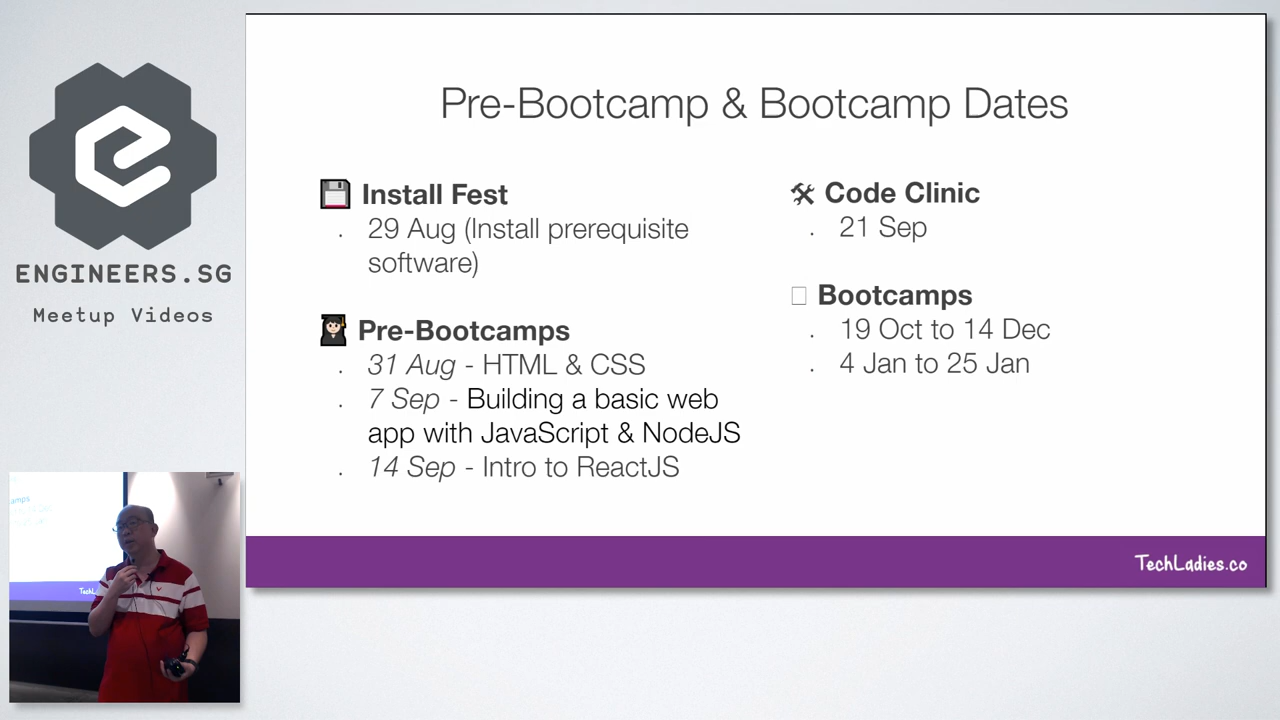 ENGINEERS.SG
Meetup Videos
Pre-Bootcamp & Bootcamp Dates
Install Fest
29 Aug (Install prerequisite
software)
Pre-Bootcamps
31 Aug - HTML & CSS
7 Sep - Building a basic web
app with JavaScript & NodeJS
14 Sep - Intro to ReactJS
Code Clinic
21 Sep
Bootcamps
19 Oct to 14 Dec
4 Jan to 25 Jan
TechLadies.co